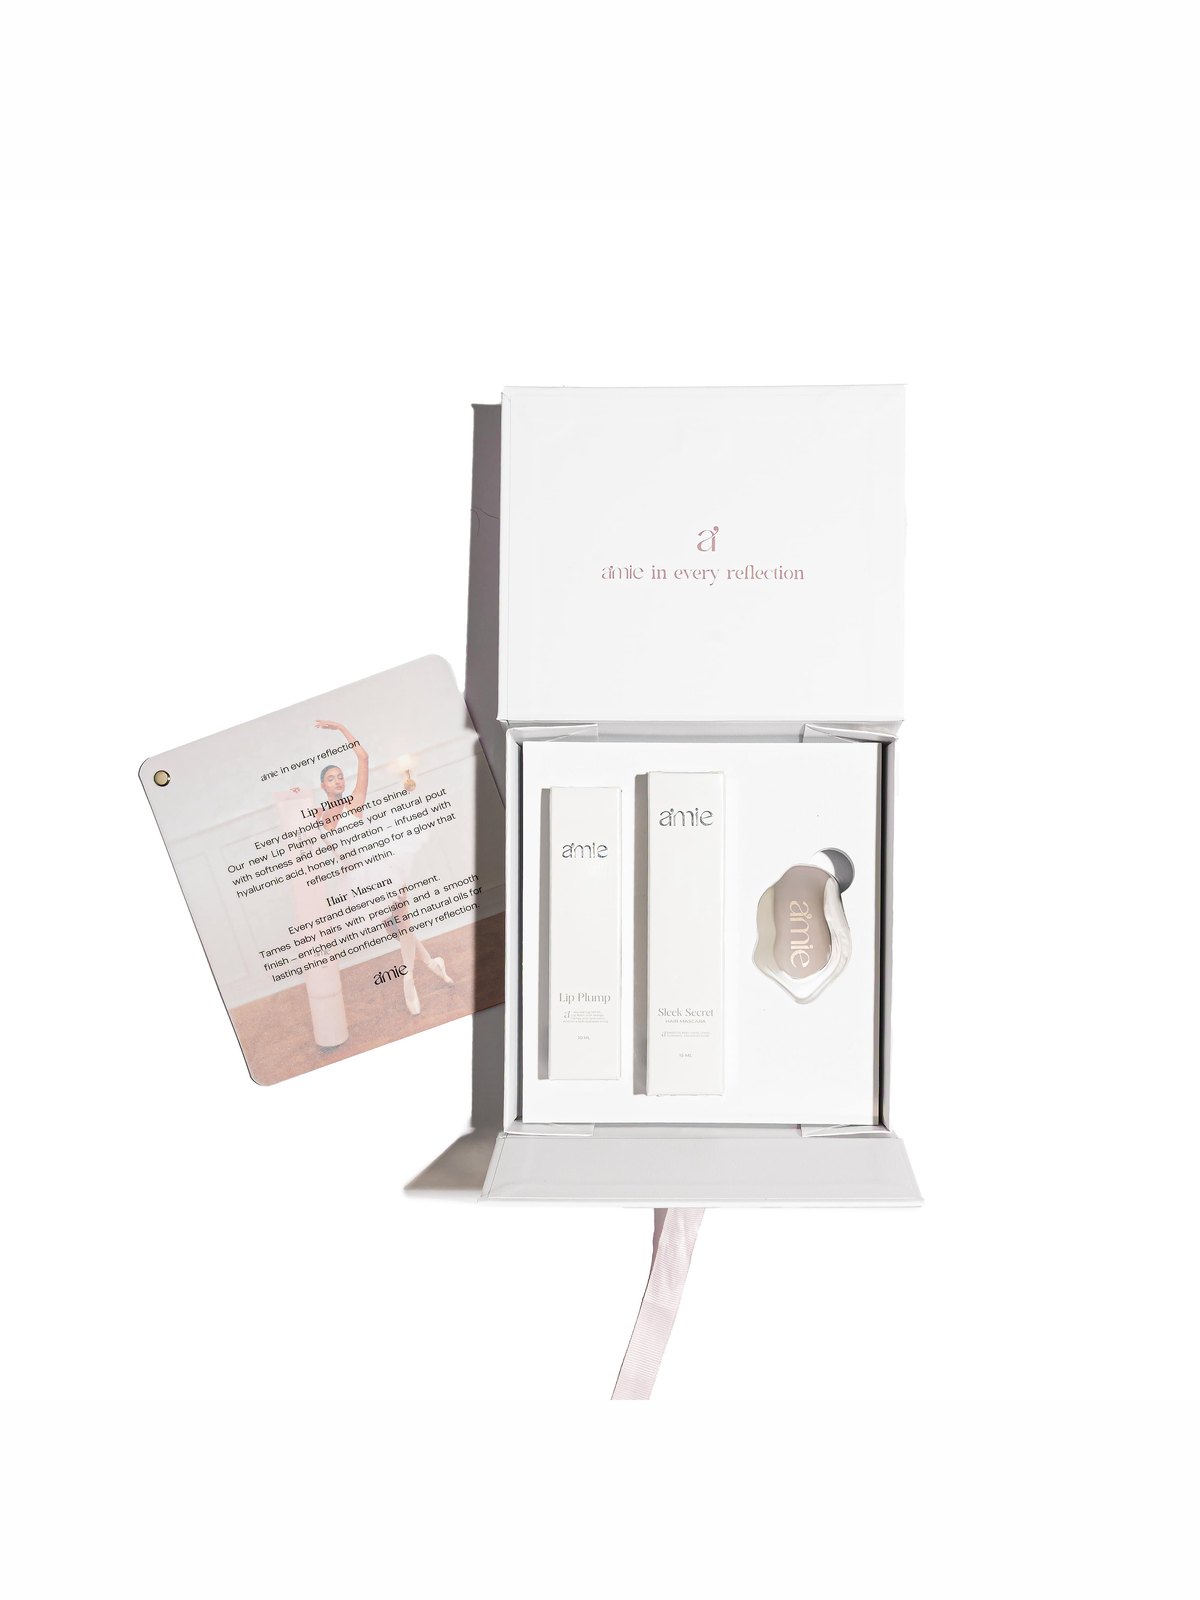 a'
a'mie in every reflection
a'mie in every reflection
Lip Plump
Every day holds a moment to shine.
Our new Lip Plump enhances your natural pout
with softness and deep hydration – infused with
hyaluronic acid, honey, and mango for a glow that
reflects from within.
Hair Mascara
Every strand deserves its moment.
Tames baby hairs with precision and a smooth
finish – enriched with vitamin E and natural oils for
lasting shine and confidence in every reflection.
a'mie
a'mie
Lip Plump
a'
10 ML
a'mie
Sleek Secret
HAIR MASCARA
a'
15 ML
a'mie